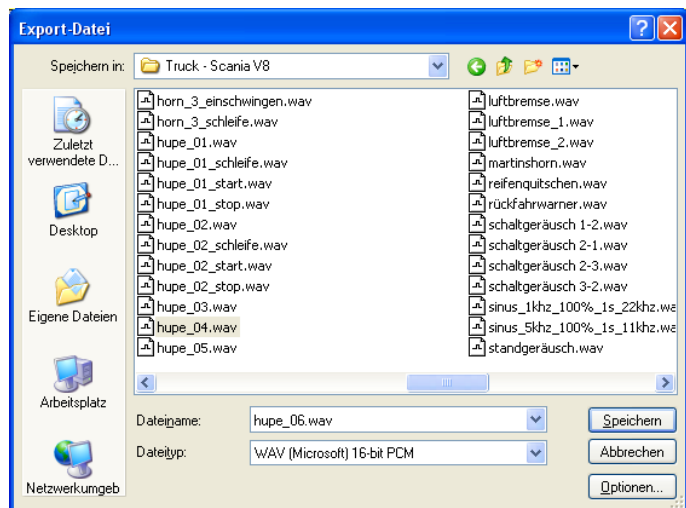 Export-Datei
Speichern in:
Truck - Scania V8
Zuletzt
verwendete D...
Desktop
Eigene Dateien
Arbeitsplatz
Netzwerkumgeb
horn_3_einschwingen.wav
horn_3_schleife.wav
hupe_01.wav
hupe_01_schleife.wav
hupe_01_start.wav
hupe_01_stop.wav
hupe_02.wav
hupe_02_schleife.wav
hupe_02_start.wav
hupe_02_stop.wav
hupe_03.wav
hupe_04.wav
hupe_05.wav
luftbremse.wav
luftbremse_1.wav
luftbremse_2.wav
martinshorn.wav
reifenquitschen.wav
rückfahrwarner.wav
schaltgeräusch 1-2.wav
schaltgeräusch 2-1.wav
schaltgeräusch 2-3.wav
schaltgeräusch 3-2.wav
sinus_1khz_100%_1s_22khz.wa
sinus_5khz_100%_1s_11khz.wa
standgeräusch.wav
Dateiname:
hupe_06.wav
Speichern
Dateityp:
WAV (Microsoft) 16-bit PCM
Abbrechen
Optionen...